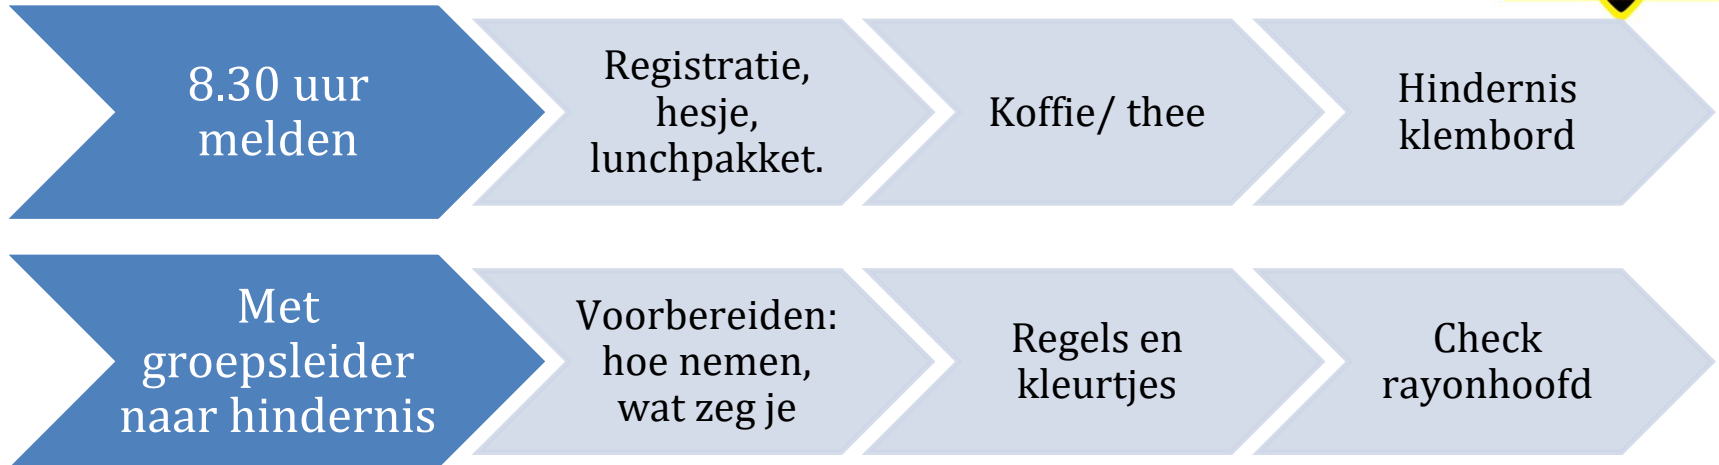 8.30 uur
melden
Registratie,
hesje,
lunchpakket.
Koffie/ thee
Hindernis
klembord
Met
groepsleider
naar hindernis
Voorbereiden:
hoe nemen,
wat zeg je
Regels en
kleurtjes
Check
rayonhoofd